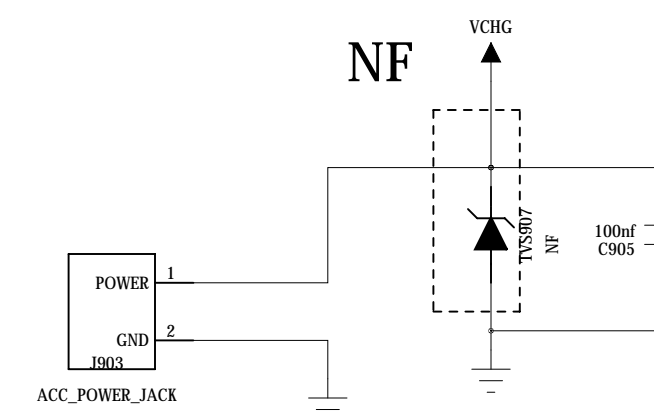 VCHG
NF
TVS907
NF
100nf
C905
POWER
1
GND
2
J903
ACC_POWER_JACK